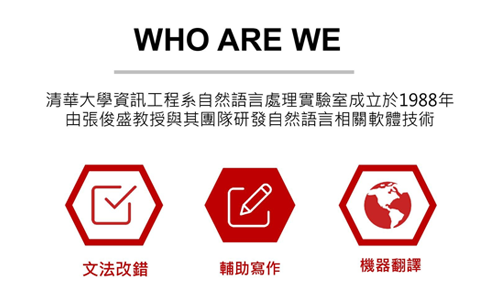 WHO ARE WE
清華大學資訊工程系自然語言處理實驗室成立於1988年
由張俊盛教授與其團隊研發自然語言相關軟體技術
文法改錯
輔助寫作
機器翻譯